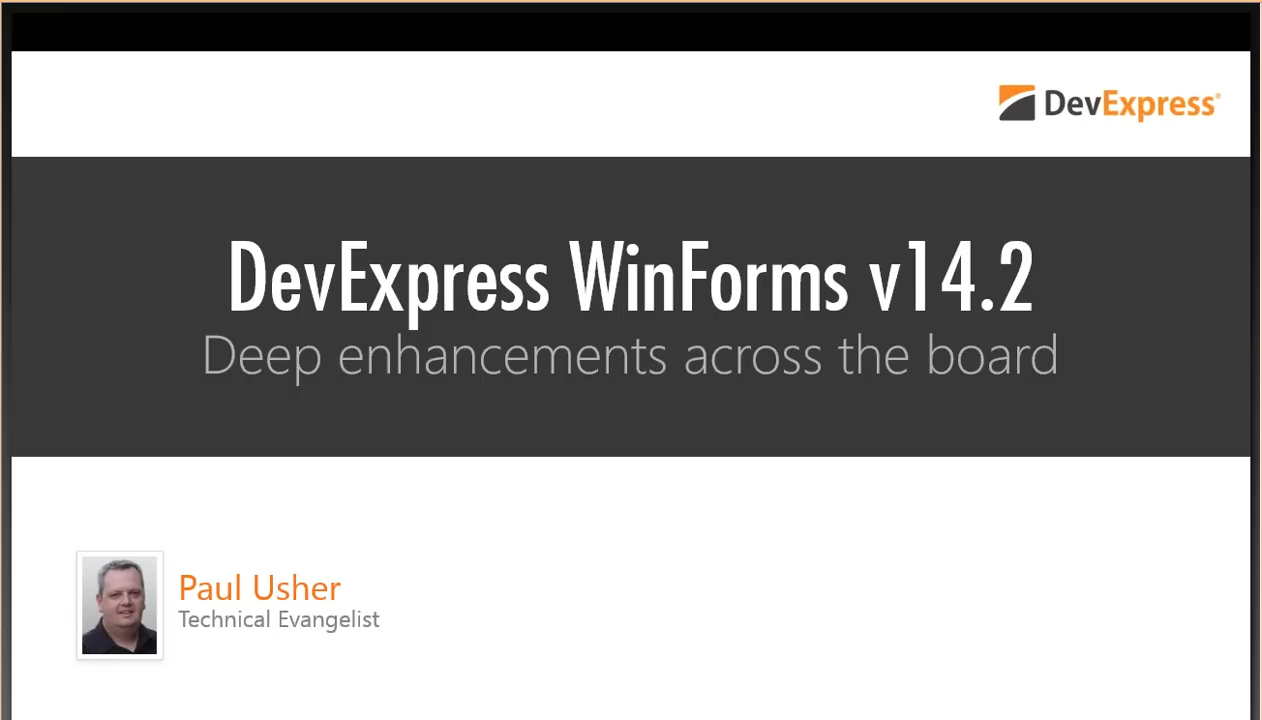 DevExpress®
DevExpress WinForms v14.2
Deep enhancements across the board
Paul Usher
Technical Evangelist